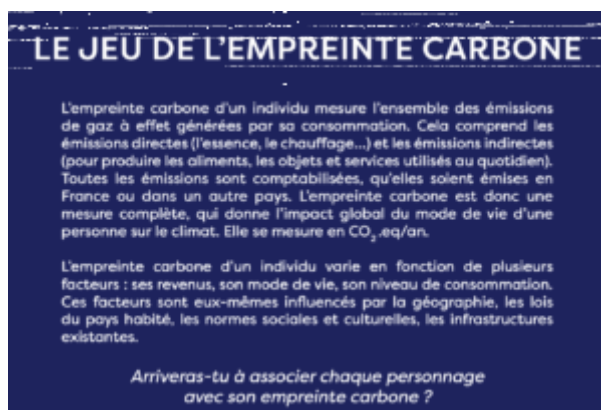 LE JEU DE L'EMPREINTE CARBONE
L'empreinte carbone d'un individu mesure l'ensemble des émissions
de gaz à effet générées par sa consommation. Cela comprend les
émissions directes (l'essence, le chauffage...) et les émissions indirectes
(pour produire les aliments, les objets et services utilisés au quotidien).
Toutes les émissions sont comptabilisées, qu'elles soient émises en
France ou dans un autre pays. L'empreinte carbone est donc une
mesure complète, qui donne l'impact global du mode de vie d'une
personne sur le climat. Elle se mesure en CO₂.eq/an.
L'empreinte carbone d'un individu varie en fonction de plusieurs
facteurs : ses revenus, son mode de vie, son niveau de consommation.
Ces facteurs sont eux-mêmes influencés par la géographie, les lois
du pays habité, les normes sociales et culturelles, les infrastructures
existantes.
Arriveras-tu à associer chaque personnage
avec son empreinte carbone ?